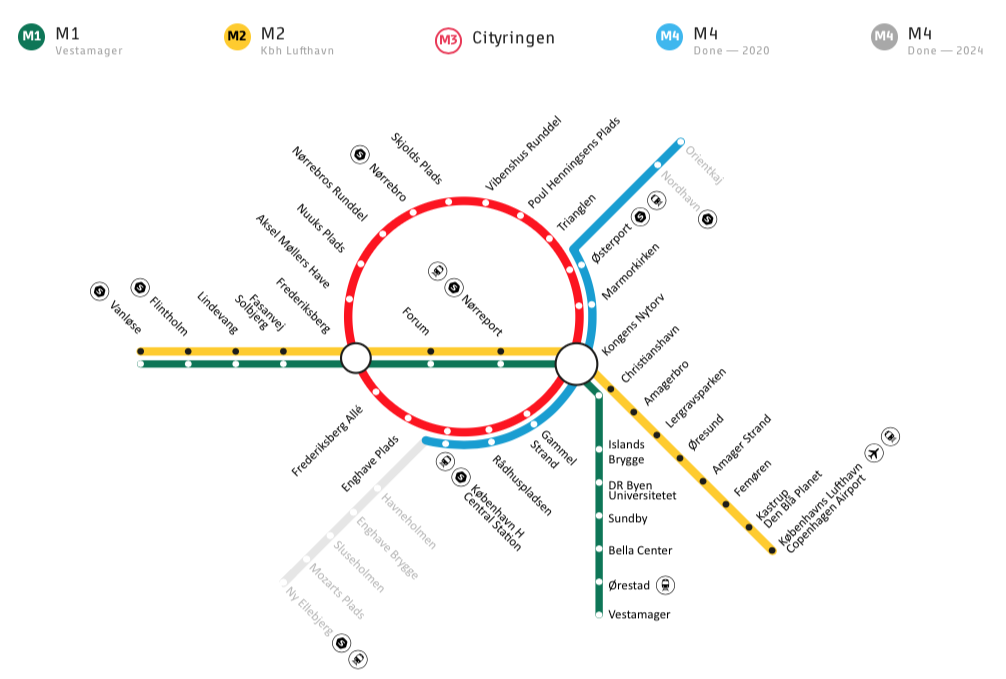 M1
M1
Vestamager
M2
M2
Kbh Lufthavn
M3
Cityringen
M4
M4
Done — 2020
M4
M4
Done — 2024
Vanløse
Flintholm
Lindevang
Fasanvej
Solbjerg
Frederiksberg
Aksel Møllers Have
Nuuks Plads
Nørrebros Runddel
Nørrebro
Skjolds Plads
Vibenshus Runddel
Poul Henningsens Plads
Trianglen
Østerport
Nordhavn
Orientkaj
Marmorkirken
Kongens Nytorv
Forum
Nørreport
Christianshavn
Amagerbro
Lergravsparken
Øresund
Amager Strand
Femøren
Kastrup
Den Blå Planet
Københavns Lufthavn
Copenhagen Airport
Islands
Brygge
DR Byen
Universitetet
Sundby
Bella Center
Ørestad
Vestamager
Gammel
Strand
Rådhuspladsen
København H
Central Station
Frederiksberg Allé
Enghave Plads
Havneholmen
Enghave Brygge
Sluseholmen
Mozarts Plads
Ny Ellebjerg